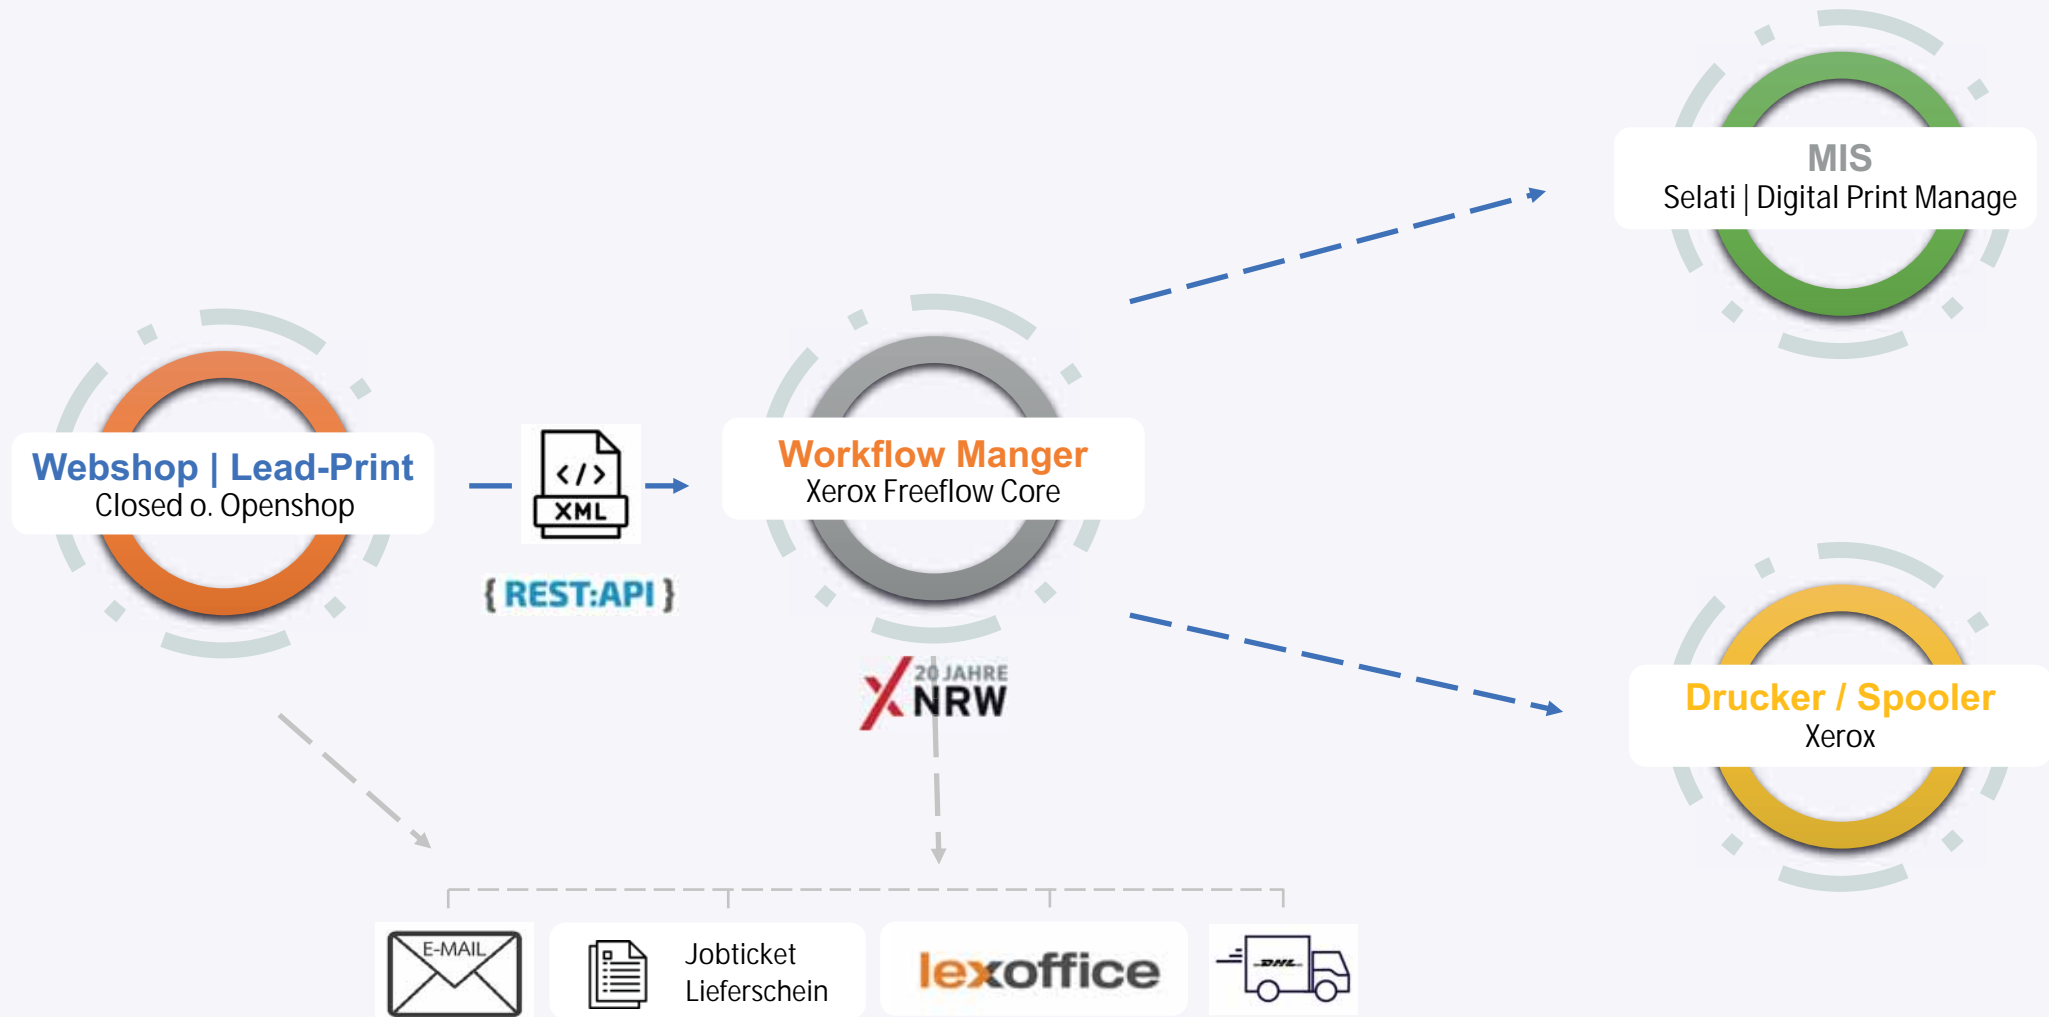 MIS
Selati | Digital Print Manage
Webshop | Lead-Print
Closed o. Openshop
</>
XML
{ REST:API }
Workflow Manger
Xerox Freeflow Core
20 JAHRE
XNRW
Drucker / Spooler
Xerox
E-MAIL
Jobticket
Lieferschein
lexoffice
DHL